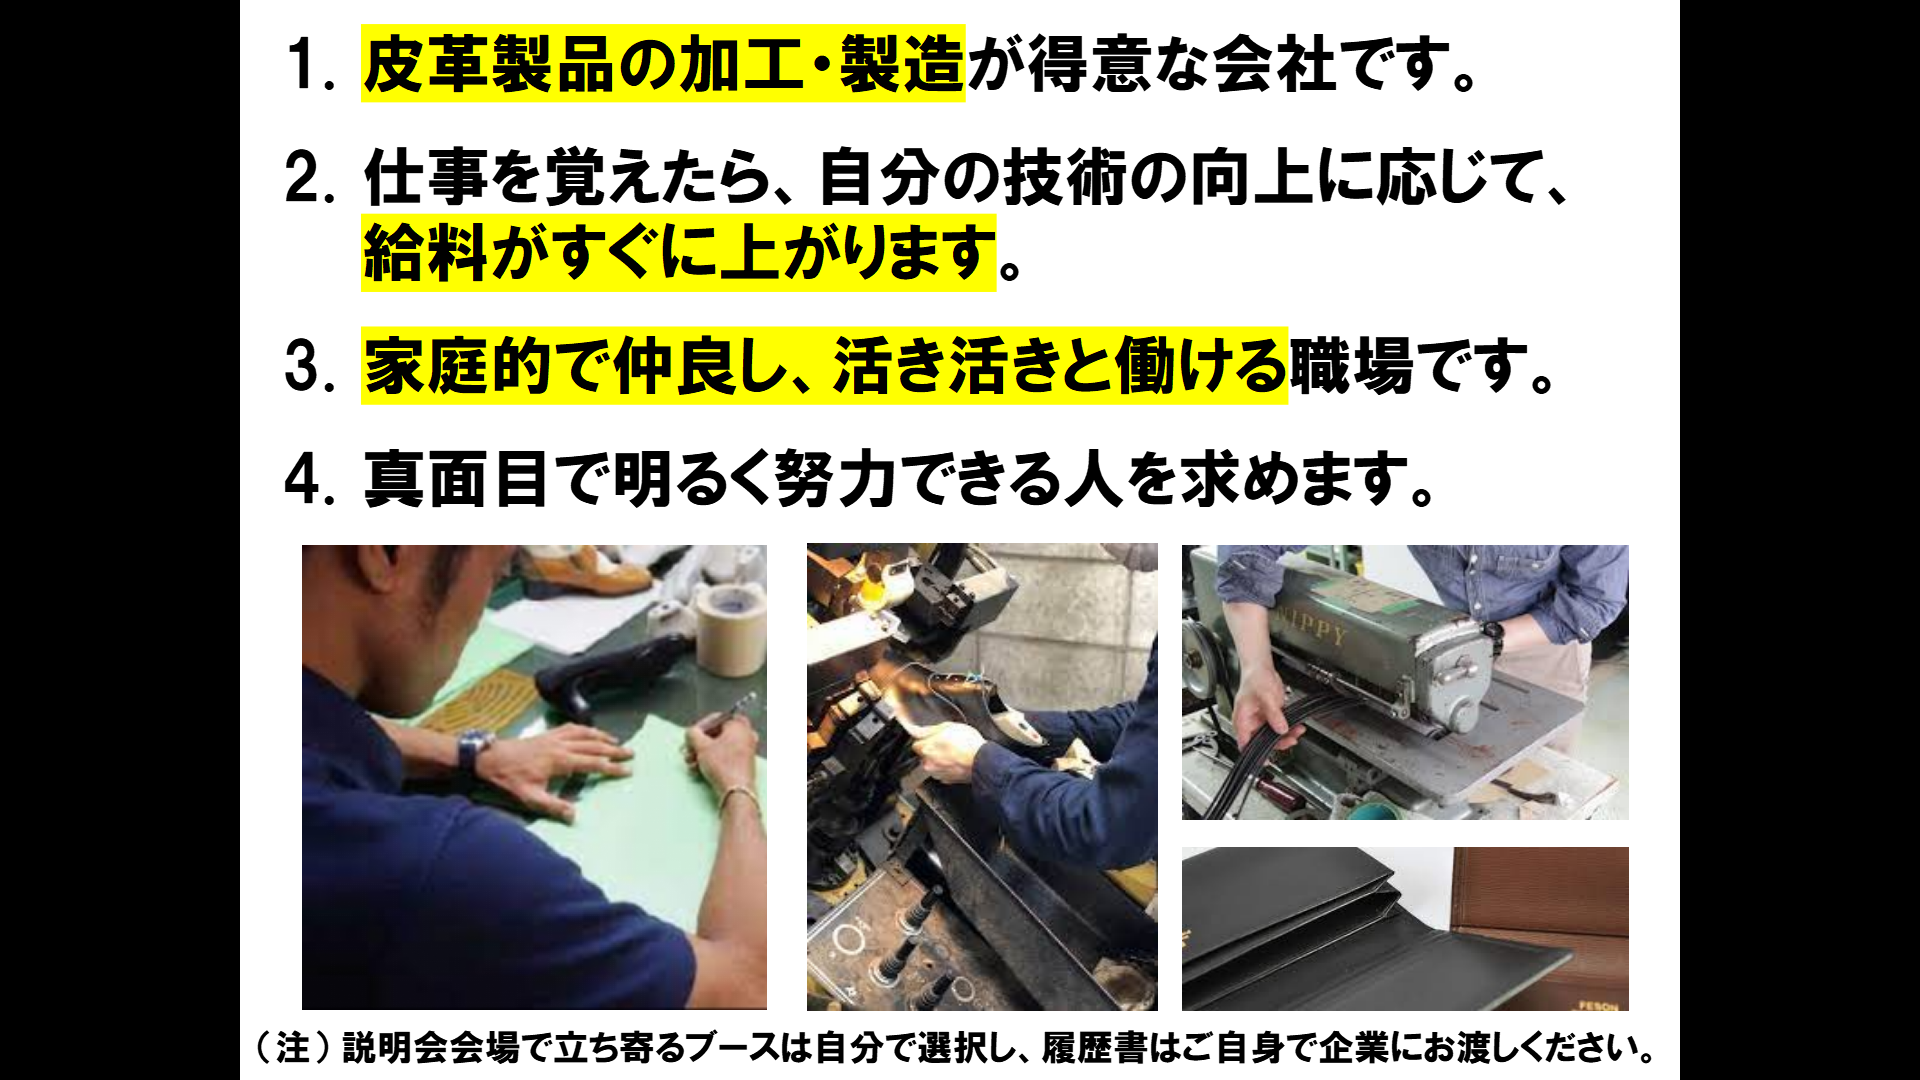 1. 皮革製品の加工・製造が得意な会社です。
2. 仕事を覚えたら、自分の技術の向上に応じて、
給料がすぐに上がります。
3. 家庭的で仲良し、活き活きと働ける職場です。
4. 真面目で明るく努力できる人を求めます。
NIPPY
FESON
（注）説明会会場で立ち寄るブースは自分で選択し、履歴書はご自身で企業にお渡しください。